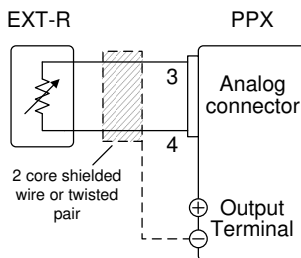 EXT-R
PPX
3
Analog
connector
4
2 core shielded
wire or twisted
pair
Output
Terminal